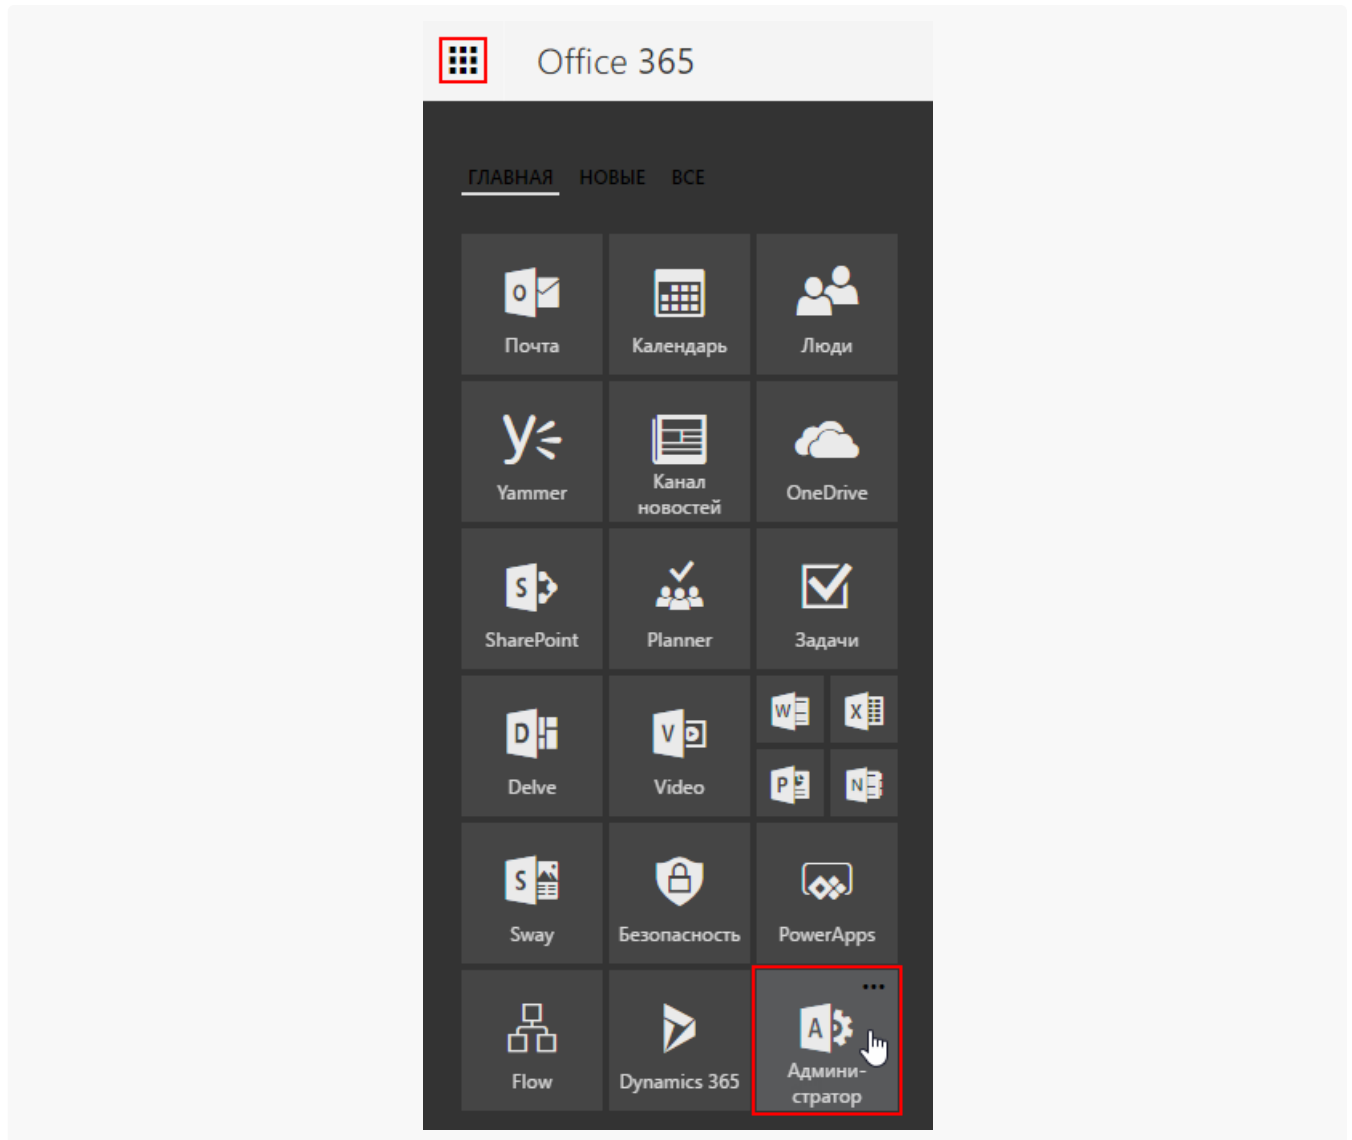 Office 365
ГЛАВНАЯ НОВЫЕ ВСЕ
Почта Календарь Люди
Yammer Канал новостей OneDrive
SharePoint Planner Задачи
W X
Delve Video P N
Sway Безопасность PowerApps
Flow Dynamics 365 Админи-
стратор